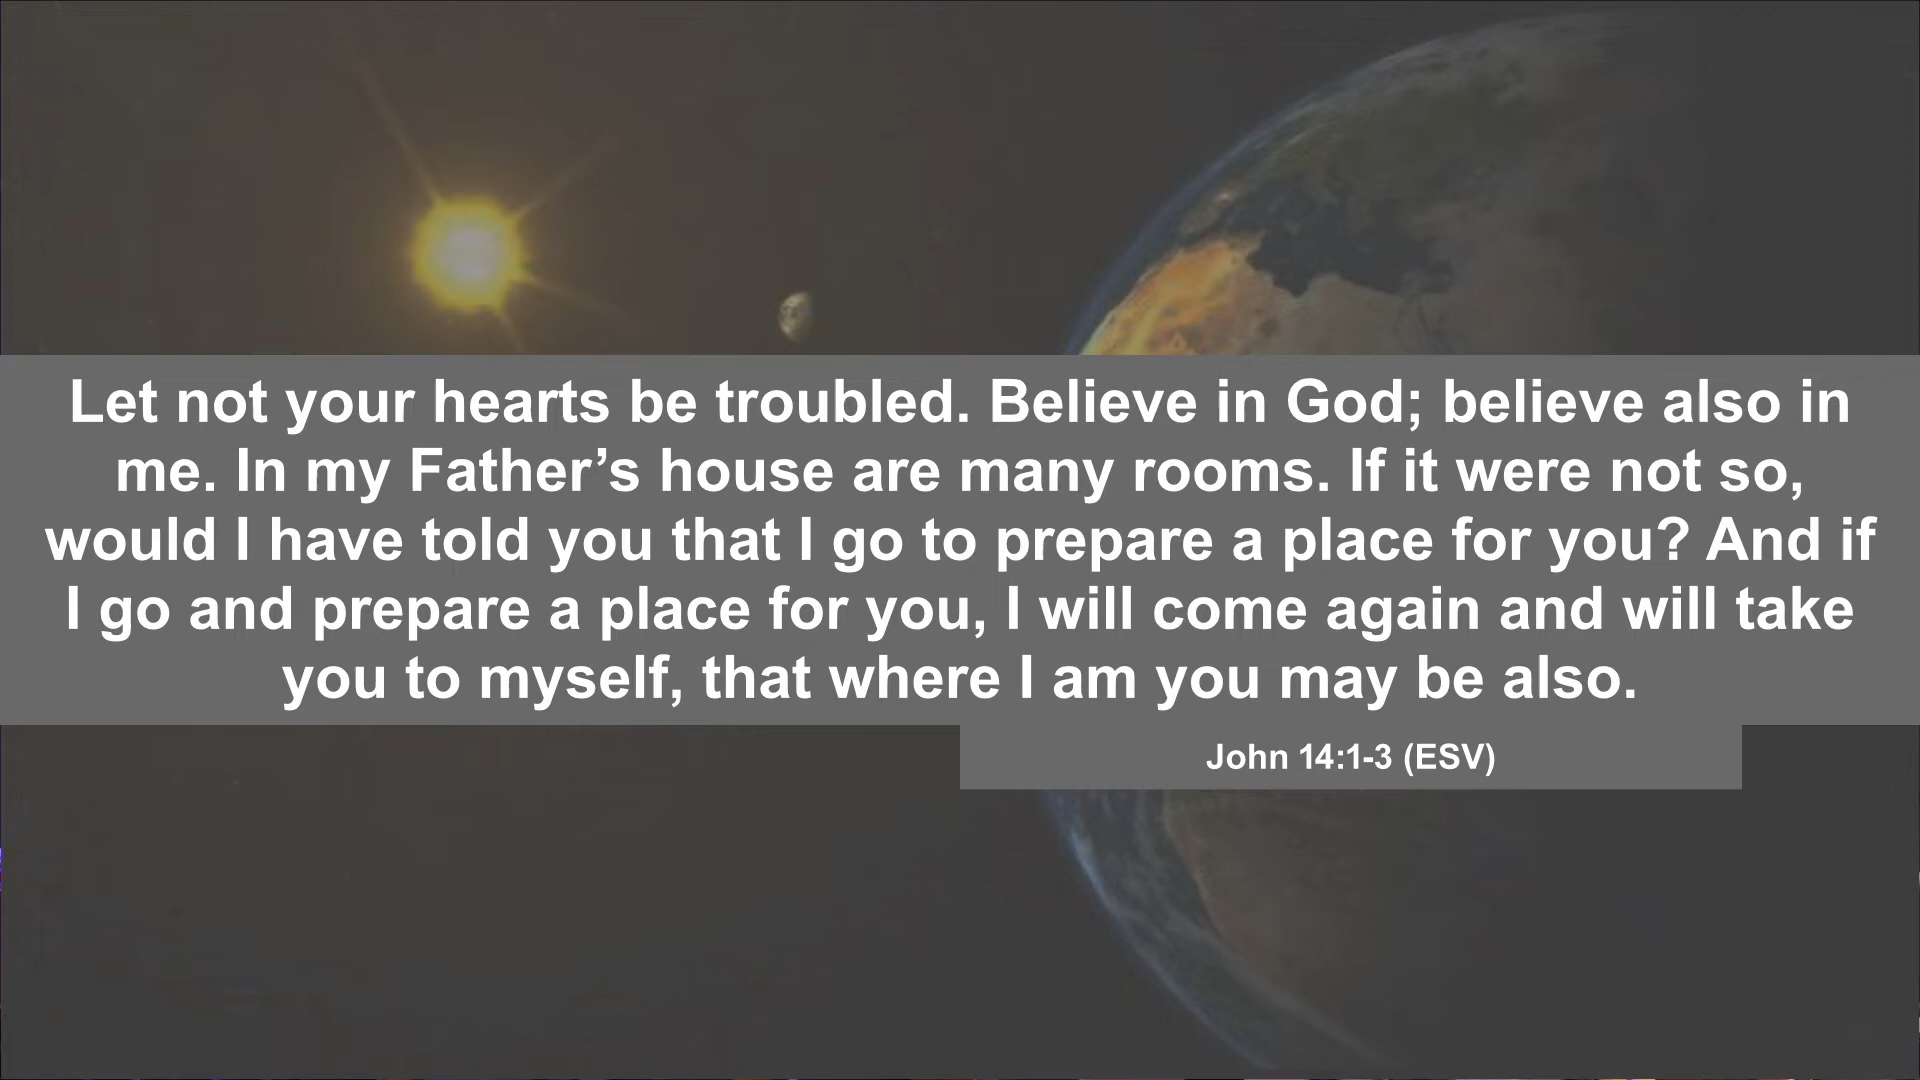 Let not your hearts be troubled. Believe in God; believe also in
me. In my Father’s house are many rooms. If it were not so,
would I have told you that I go to prepare a place for you? And if
I go and prepare a place for you, I will come again and will take
you to myself, that where I am you may be also.
John 14:1-3 (ESV)